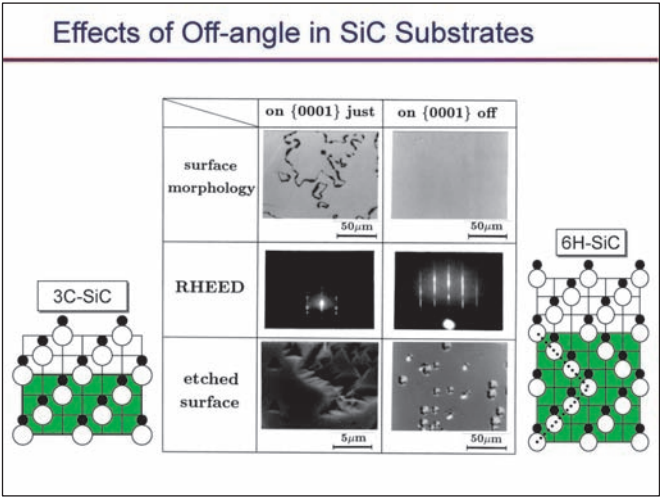 Effects of Off-angle in SiC Substrates
on {0001} just
on {0001} off
surface
morphology
50μm
50μm
6H-SiC
RHEED
3C-SiC
etched
surface
5μm
50μm